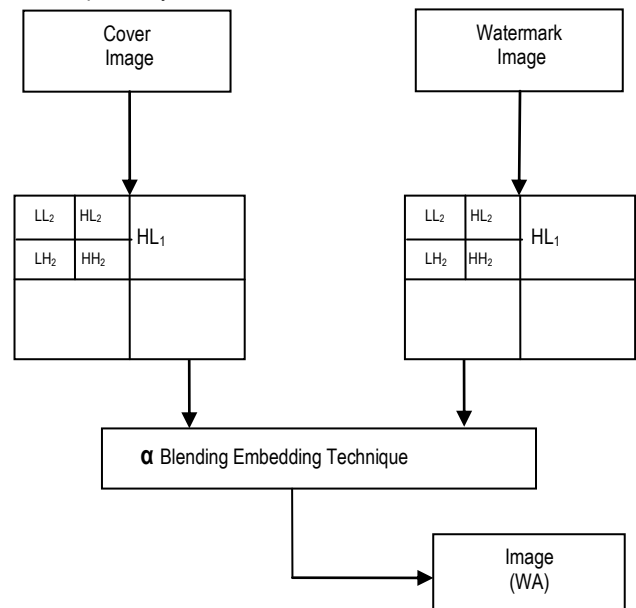 Cover
Image
Watermark
Image
LL₂ HL₂
HL₁
LH₂ HH₂
LL₂ HL₂
HL₁
LH₂ HH₂
α Blending Embedding Technique
Image
(WA)